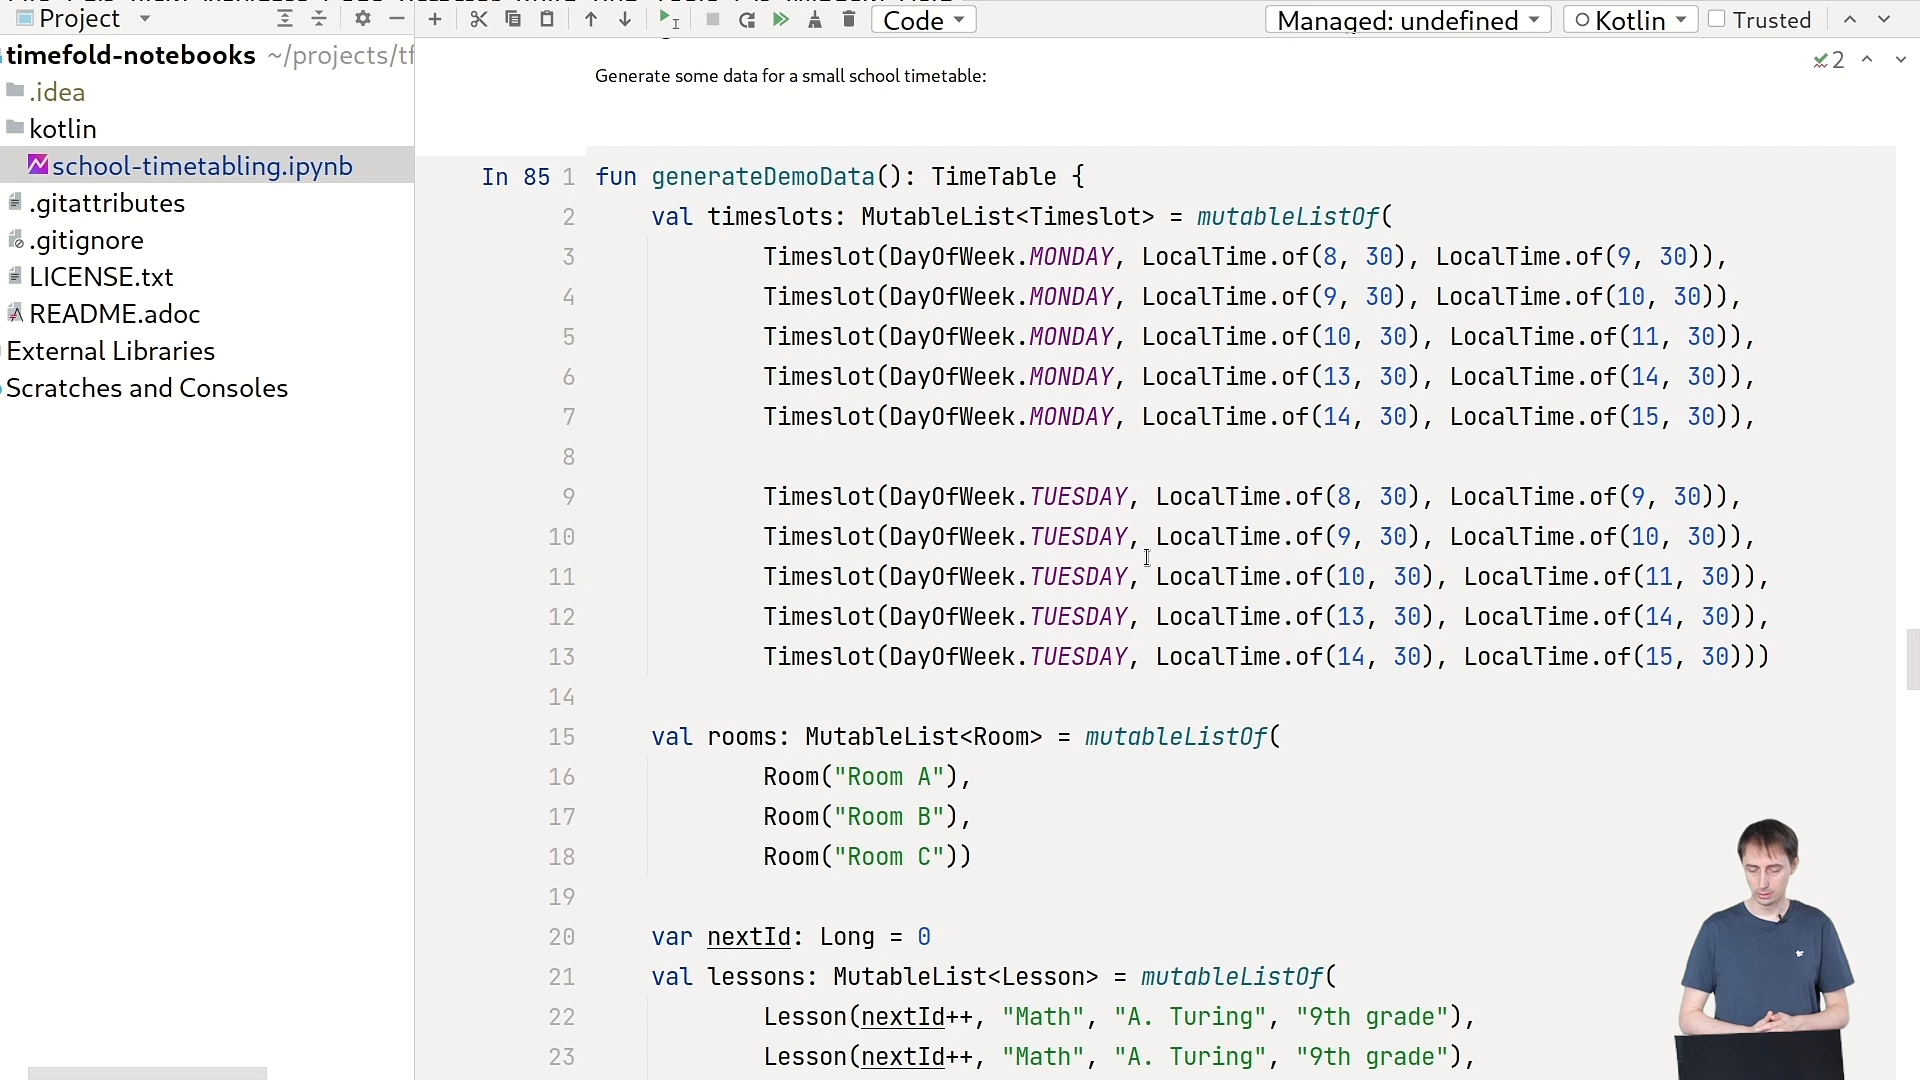 Project
Code
Managed: undefined
Kotlin
Trusted
timefold-notebooks ~/projects/tf
.idea
kotlin
school-timetabling.ipynb
.gitattributes
.gitignore
LICENSE.txt
README.adoc
External Libraries
Scratches and Consoles
2
Generate some data for a small school timetable:
In 85
1 fun generateDemoData(): TimeTable {
2 val timeslots: MutableList<Timeslot> = mutableListOf(
3 Timeslot(DayOfWeek.MONDAY, LocalTime.of(8, 30), LocalTime.of(9, 30)),
4 Timeslot(DayOfWeek.MONDAY, LocalTime.of(9, 30), LocalTime.of(10, 30)),
5 Timeslot(DayOfWeek.MONDAY, LocalTime.of(10, 30), LocalTime.of(11, 30)),
6 Timeslot(DayOfWeek.MONDAY, LocalTime.of(13, 30), LocalTime.of(14, 30)),
7 Timeslot(DayOfWeek.MONDAY, LocalTime.of(14, 30), LocalTime.of(15, 30)),
8
9 Timeslot(DayOfWeek.TUESDAY, LocalTime.of(8, 30), LocalTime.of(9, 30)),
10 Timeslot(DayOfWeek.TUESDAY, LocalTime.of(9, 30), LocalTime.of(10, 30)),
11 Timeslot(DayOfWeek.TUESDAY, LocalTime.of(10, 30), LocalTime.of(11, 30)),
12 Timeslot(DayOfWeek.TUESDAY, LocalTime.of(13, 30), LocalTime.of(14, 30)),
13 Timeslot(DayOfWeek.TUESDAY, LocalTime.of(14, 30), LocalTime.of(15, 30)))
14
15 val rooms: MutableList<Room> = mutableListOf(
16 Room("Room A"),
17 Room("Room B"),
18 Room("Room C"))
19
20 var nextId: Long = 0
21 val lessons: MutableList<Lesson> = mutableListOf(
22 Lesson(nextId++, "Math", "A. Turing", "9th grade"),
23 Lesson(nextId++, "Math", "A. Turing", "9th grade"),